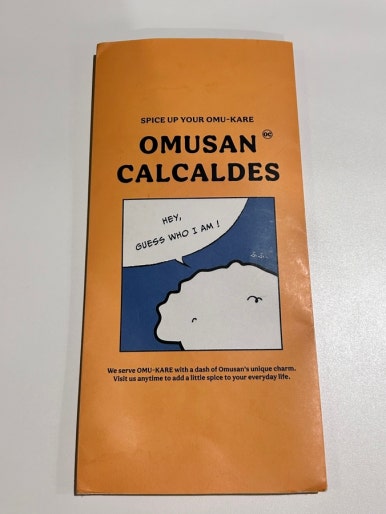 SPICE UP YOUR OMU-KARE
OMUSAN OC
CALCALDES
HEY,
GUESS WHO I AM !
We serve OMU-KARE with a dash of Omusan's unique charm.
Visit us anytime to add a little spice to your everyday life.